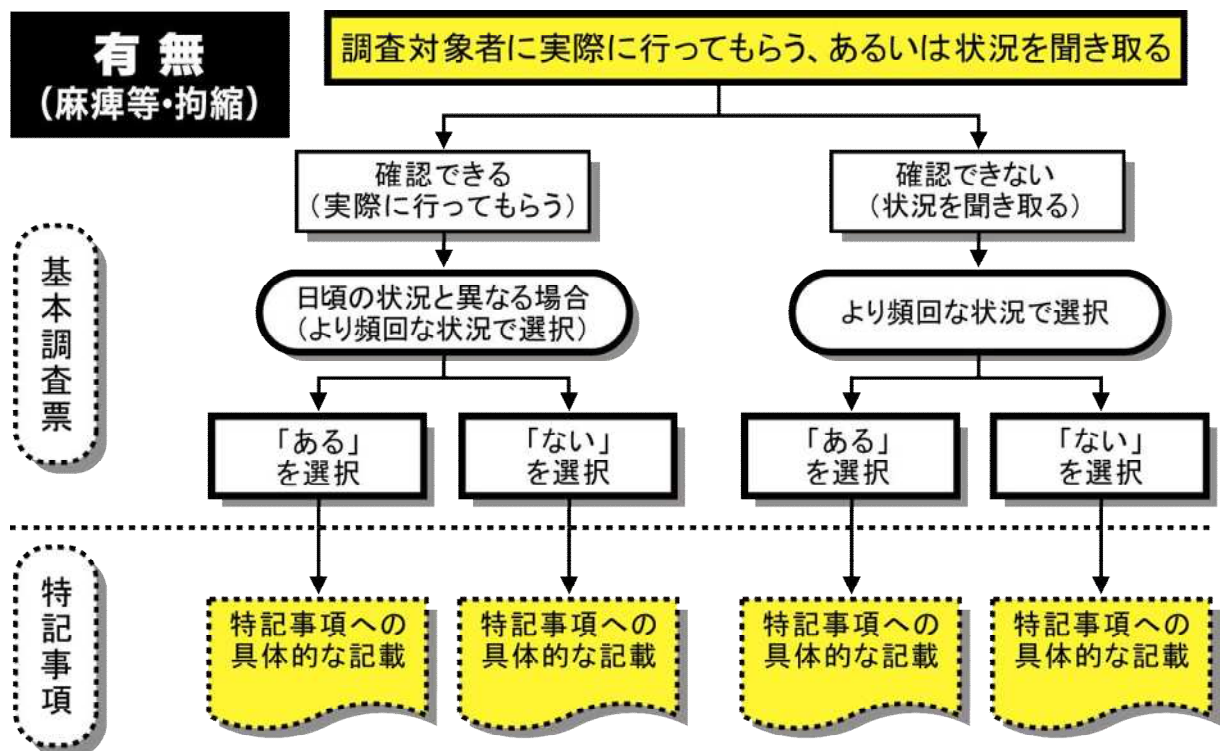 有無
（麻痺等・拘縮）
調査対象者に実際に行ってもらう、あるいは状況を聞き取る
確認できる
（実際に行ってもらう）
確認できない
（状況を聞き取る）
基本調査票
日頃の状況と異なる場合
（より頻回な状況で選択）
より頻回な状況で選択
「ある」
を選択
「ない」
を選択
「ある」
を選択
「ない」
を選択
特記事項
特記事項への
具体的な記載
特記事項への
具体的な記載
特記事項への
具体的な記載
特記事項への
具体的な記載